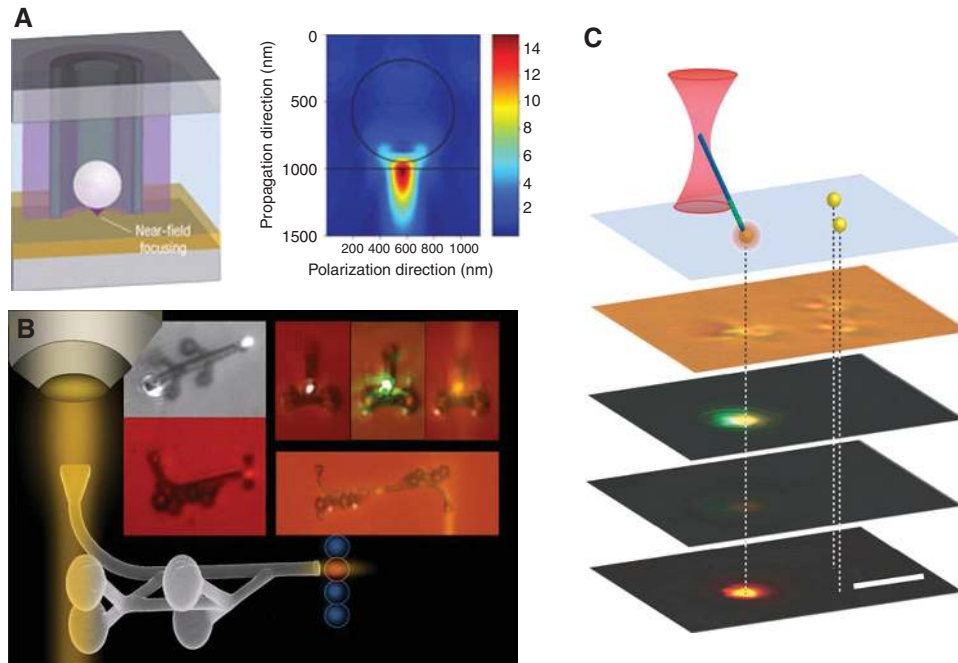 A
Near-field
focusing
Propagation direction (nm)
0
500
1000
1500
200 400 600 800 1000
Polarization direction (nm)
14
12
10
8
6
4
2
B
C